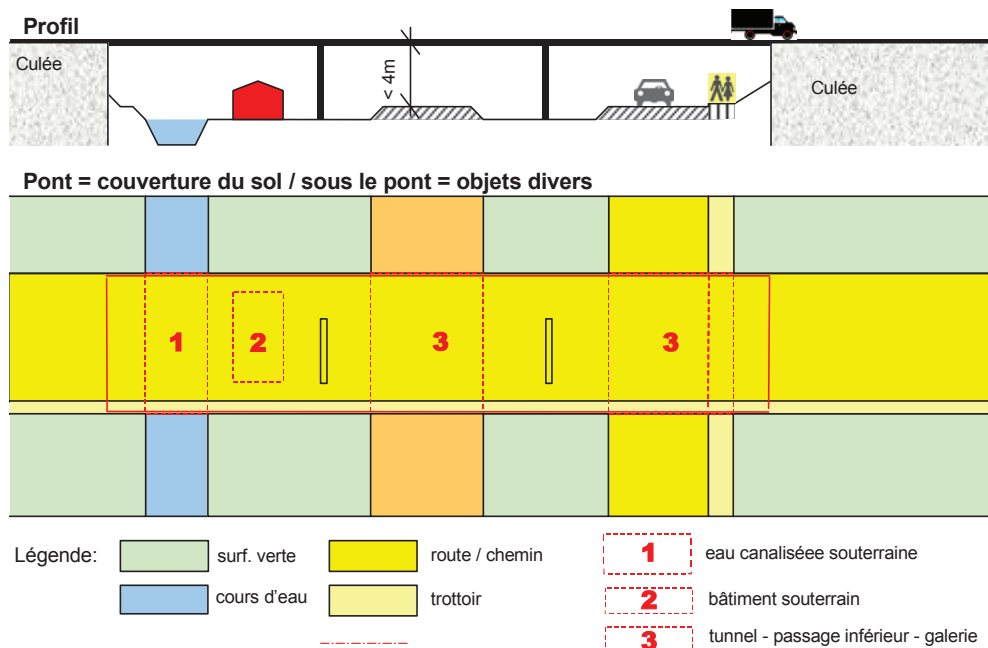 Profil
Culée
< 4m
Culée
Pont = couverture du sol / sous le pont = objets divers
1
2
3
3
Légende:
surf. verte
route / chemin
1
eau canaliséee souterraine
cours d'eau
trottoir
2
bâtiment souterrain
3
tunnel - passage inférieur - galerie